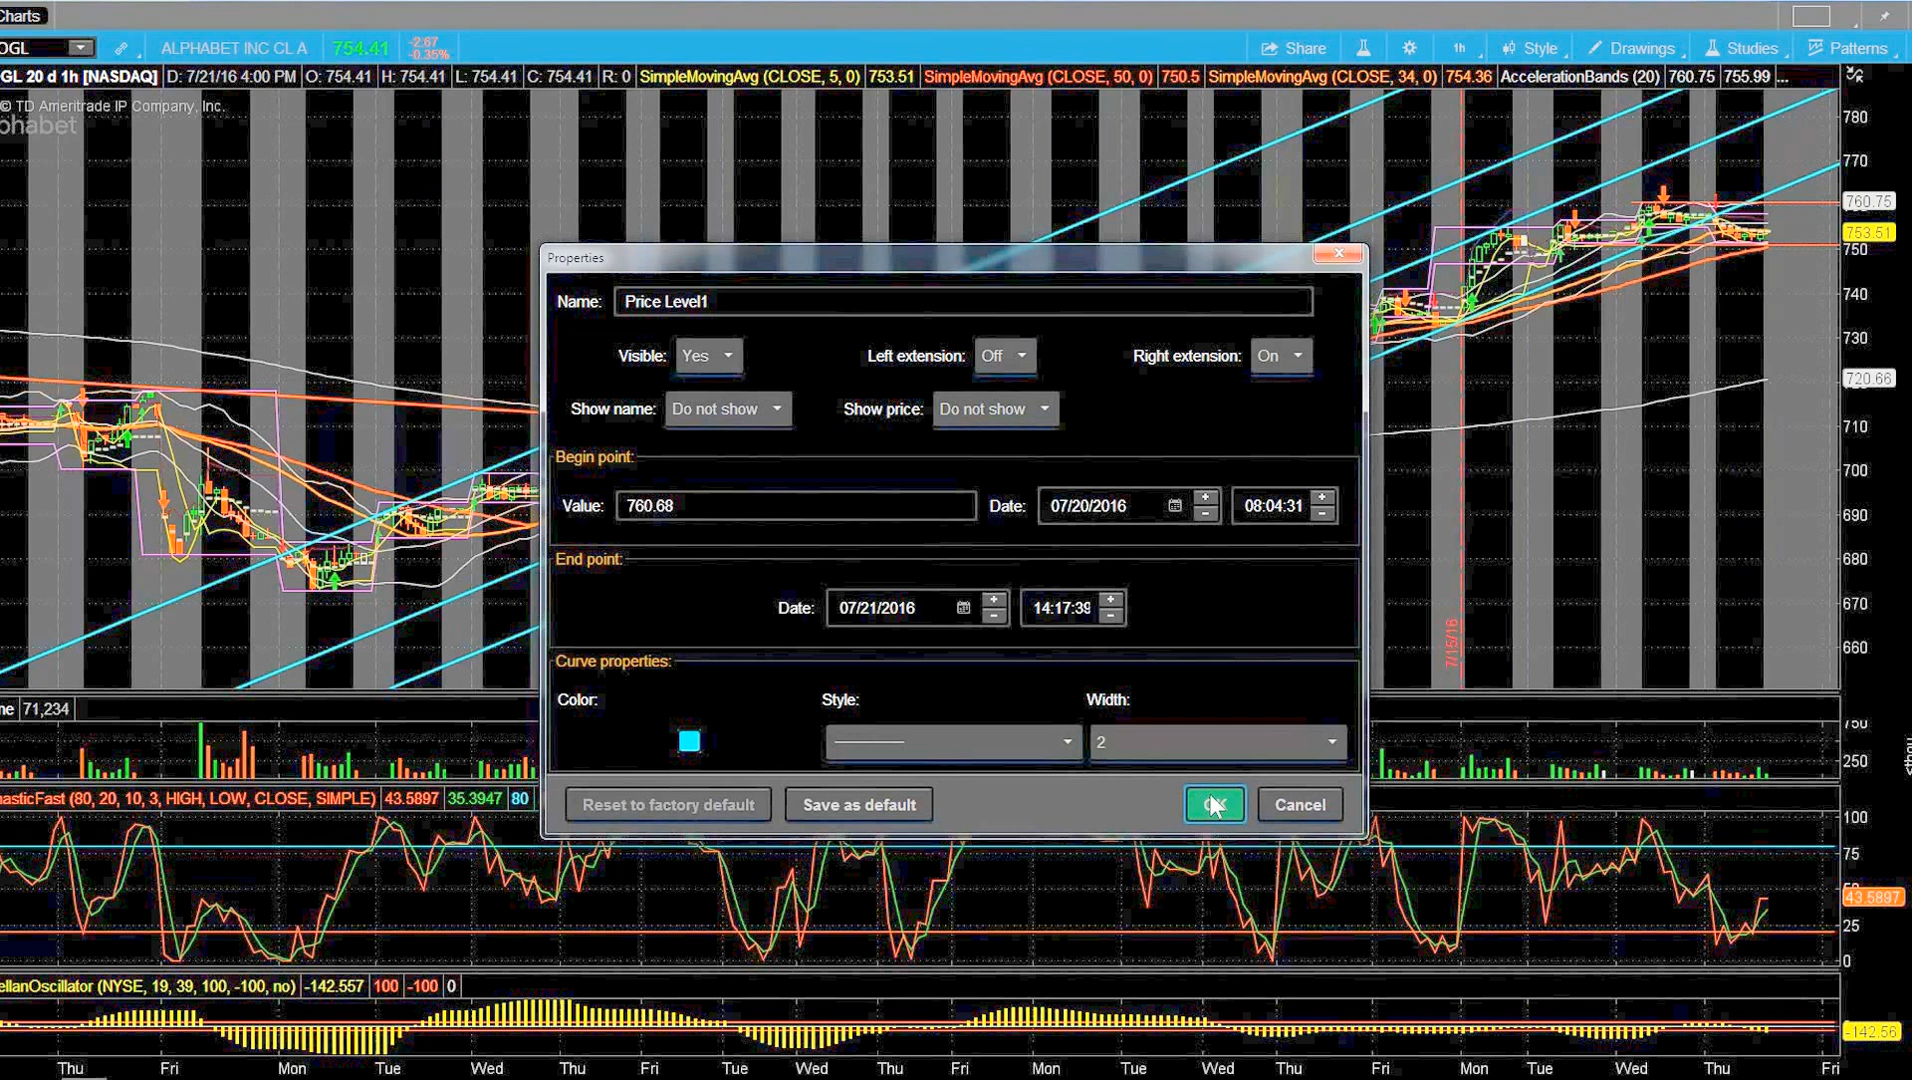 Charts
OGL ALPHABET INC CL A 754.41 -2.67 -0.35% Share 1h Style Drawings Studies Patterns
GL 20 d 1h [NASDAQ] D: 7/21/16 4:00 PM O: 754.41 H: 754.41 L: 754.41 C: 754.41 R: 0 SimpleMovingAvg (CLOSE, 5, 0) 753.51 SimpleMovingAvg (CLOSE, 50, 0) 750.5 SimpleMovingAvg (CLOSE, 34, 0) 754.36 AccelerationBands (20) 760.75 755.99 ...
© TD Ameritrade IP Company, Inc.
phabet
780
770
760.75
753.51
750
740
730
720.66
710
700
690
680
670
660
7/15/16
Properties
Name: Price Level1
Visible: Yes Left extension: Off Right extension: On
Show name: Do not show Show price: Do not show
Begin point:
Value: 760.68 Date: 07/20/2016 08:04:31
End point:
Date: 07/21/2016 14:17:39
Curve properties:
Color: Style: Width:
2
Reset to factory default Save as default Cancel
me 71,234
750
250
<thou
hasticFast (80, 20, 10, 3, HIGH, LOW, CLOSE, SIMPLE) 43.5897 35.3947 80
100
75
43.5897
25
0
ellanOscillator (NYSE, 19, 39, 100, -100, no) -142.557 100 -100 0
-142.56
Thu Fri Mon Tue Wed Thu Fri Tue Wed Thu Fri Mon Tue Wed Thu Fri Mon Tue Wed Thu Fri